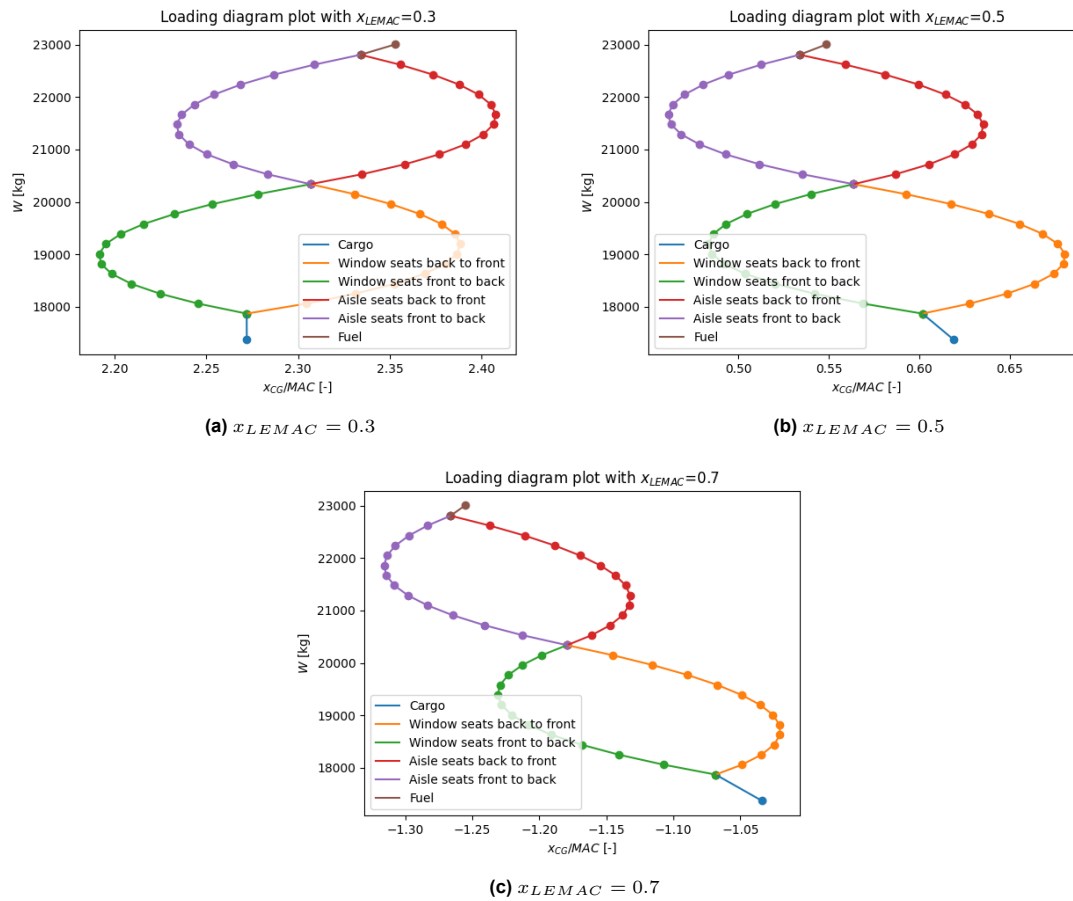 Loading diagram plot with x_LEMAC=0.3
23000
22000
21000
20000
19000
18000
W [kg]
Cargo
Window seats back to front
Window seats front to back
Aisle seats back to front
Aisle seats front to back
Fuel
2.20 2.25 2.30 2.35 2.40
x_CG/MAC [-]
(a) x_LEMAC = 0.3
Loading diagram plot with x_LEMAC=0.5
23000
22000
21000
20000
19000
18000
W [kg]
Cargo
Window seats back to front
Window seats front to back
Aisle seats back to front
Aisle seats front to back
Fuel
0.50 0.55 0.60 0.65
x_CG/MAC [-]
(b) x_LEMAC = 0.5
Loading diagram plot with x_LEMAC=0.7
23000
22000
21000
20000
19000
18000
W [kg]
Cargo
Window seats back to front
Window seats front to back
Aisle seats back to front
Aisle seats front to back
Fuel
−1.30 −1.25 −1.20 −1.15 −1.10 −1.05
x_CG/MAC [-]
(c) x_LEMAC = 0.7